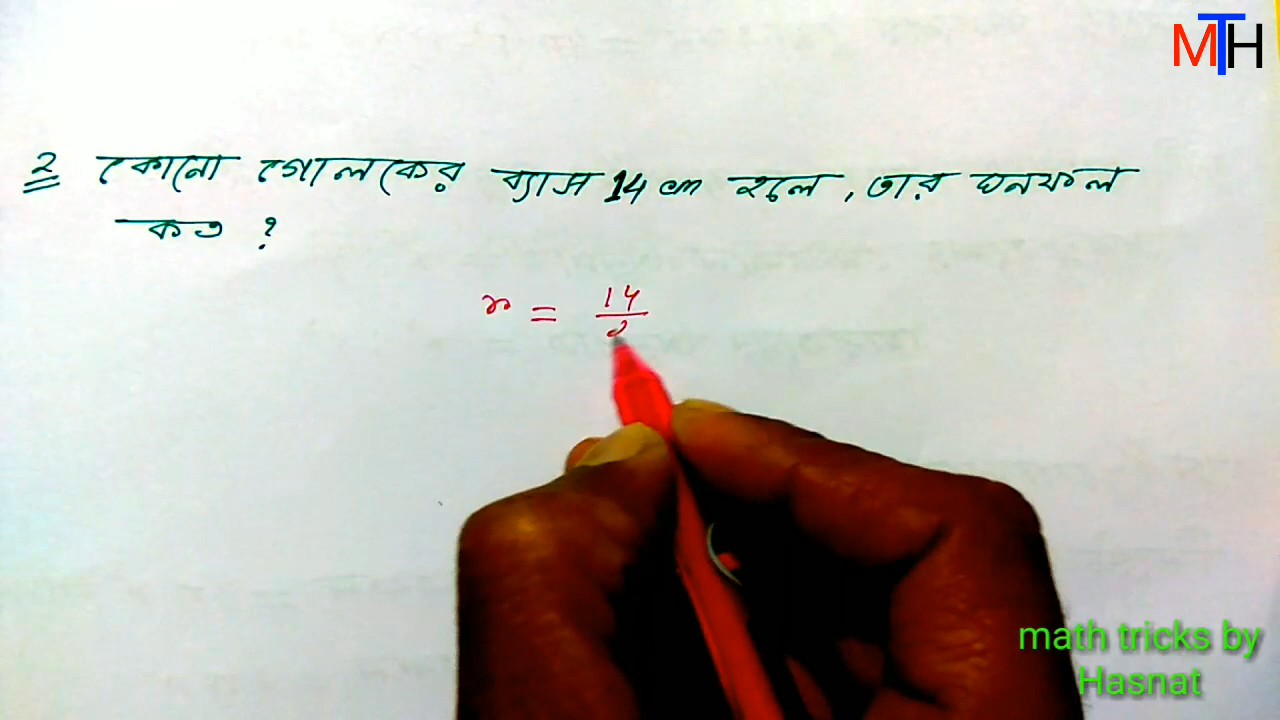 MTH
২ কোনো গোলকের ব্যাস 14 cm হলে, তার ঘনফল
কত ?
r = 14/2
math tricks by
Hasnat